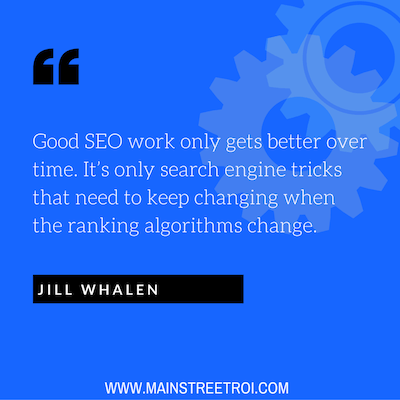 ❝
Good SEO work only gets better over
time. It’s only search engine tricks
that need to keep changing when
the ranking algorithms change.
JILL WHALEN
WWW.MAINSTREETROI.COM